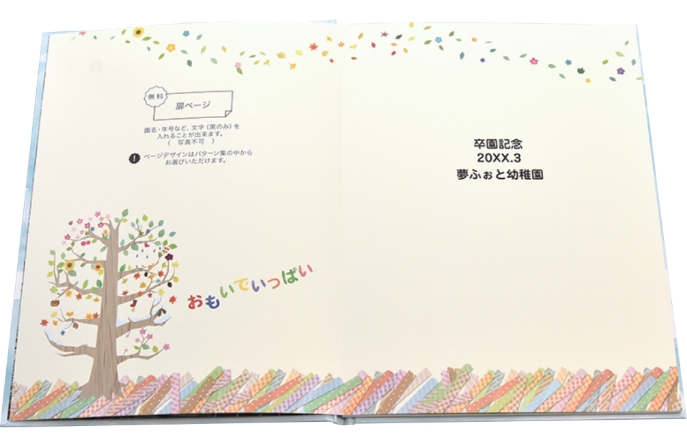 無料
扉ページ
園名・年号など、文字(黒のみ)を
入れることが出来ます。
( 写真不可 )
! ページデザインはパターン集の中から
お選びいただけます。
おもいでいっぱい
卒園記念
20XX.3
夢ふぉと幼稚園